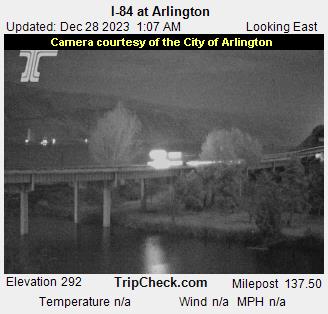 I-84 at Arlington
Updated: Dec 28 2023 1:07 AM Looking East
Camera courtesy of the City of Arlington
Elevation 292 TripCheck.com Milepost 137.50
Temperature n/a Wind n/a MPH n/a